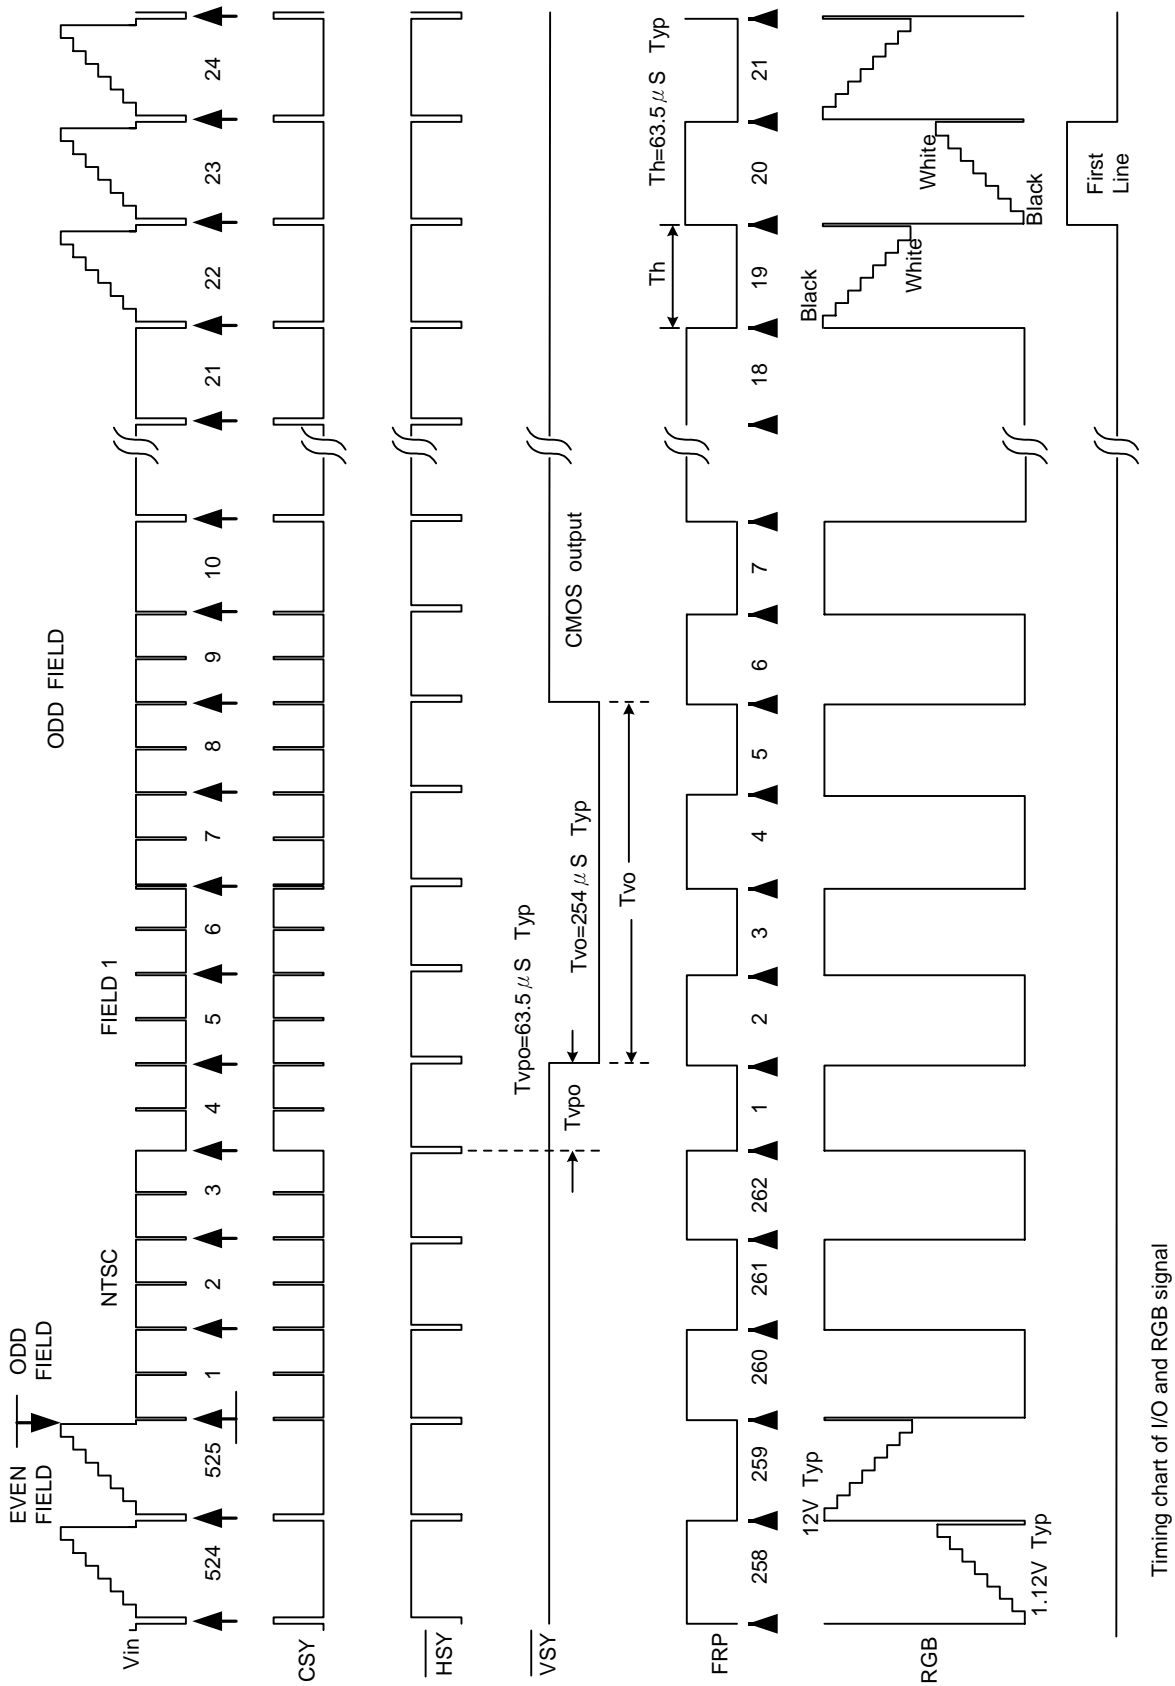 EVEN FIELD
ODD FIELD
NTSC
FIELD 1
ODD FIELD
Vin
524
525
1
2
3
4
5
6
7
8
9
10
21
22
23
24
CSY
HSY
VSY
Tvpo=63.5μS Typ
Tvpo
Tvo=254μS Typ
Tvo
CMOS output
Th
Th=63.5μS Typ
FRP
258
259
260
261
262
1
2
3
4
5
6
7
18
19
20
21
RGB
1.12V Typ
12V Typ
Black
White
Black
White
First
Line
Timing chart of I/O and RGB signal